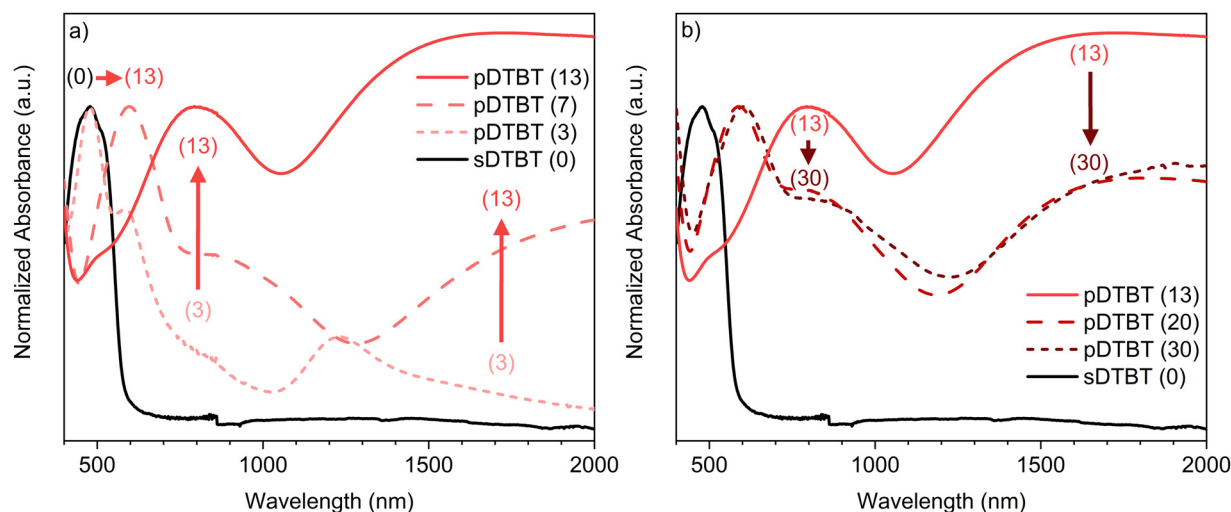 a)
(0) (13)
pDTBT (13)
pDTBT (7)
pDTBT (3)
sDTBT (0)
(13)
(3)
(13)
(3)
Normalized Absorbance (a.u.)
500 1000 1500 2000
Wavelength (nm)
b)
(13)
(30)
(13)
(30)
pDTBT (13)
pDTBT (20)
pDTBT (30)
sDTBT (0)
Normalized Absorbance (a.u.)
500 1000 1500 2000
Wavelength (nm)